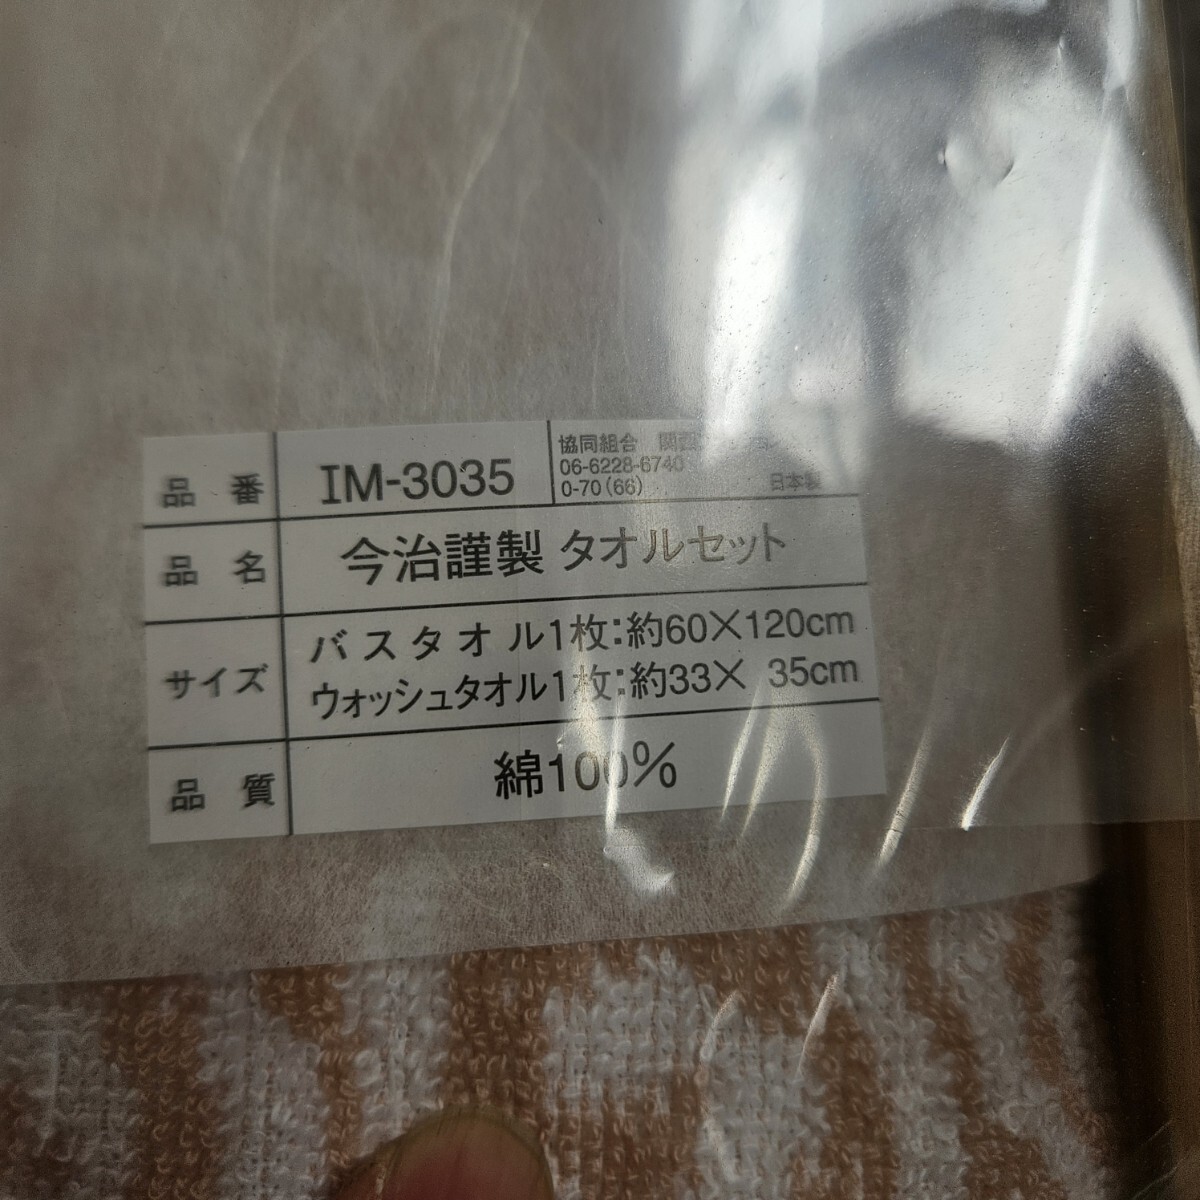 品番 IM-3035
協同組合 関西
06-6228-6740
0-70(66) 日本製
品名 今治謹製 タオルセット
サイズ
バスタオル1枚:約60×120cm
ウォッシュタオル1枚:約33× 35cm
品質 綿100%